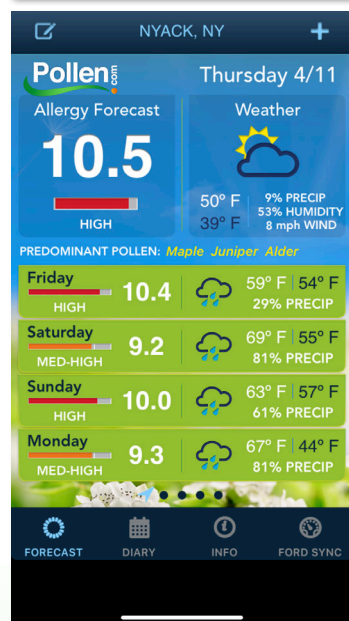 NYACK, NY
Pollen.com
Thursday 4/11
Allergy Forecast
10.5
HIGH
Weather
50° F
39° F
9% PRECIP
53% HUMIDITY
8 mph WIND
PREDOMINANT POLLEN: Maple Juniper Alder
Friday
HIGH
10.4
59° F | 54° F
29% PRECIP
Saturday
MED-HIGH
9.2
69° F | 55° F
81% PRECIP
Sunday
HIGH
10.0
63° F | 57° F
61% PRECIP
Monday
MED-HIGH
9.3
67° F | 44° F
81% PRECIP
FORECAST
DIARY
INFO
FORD SYNC